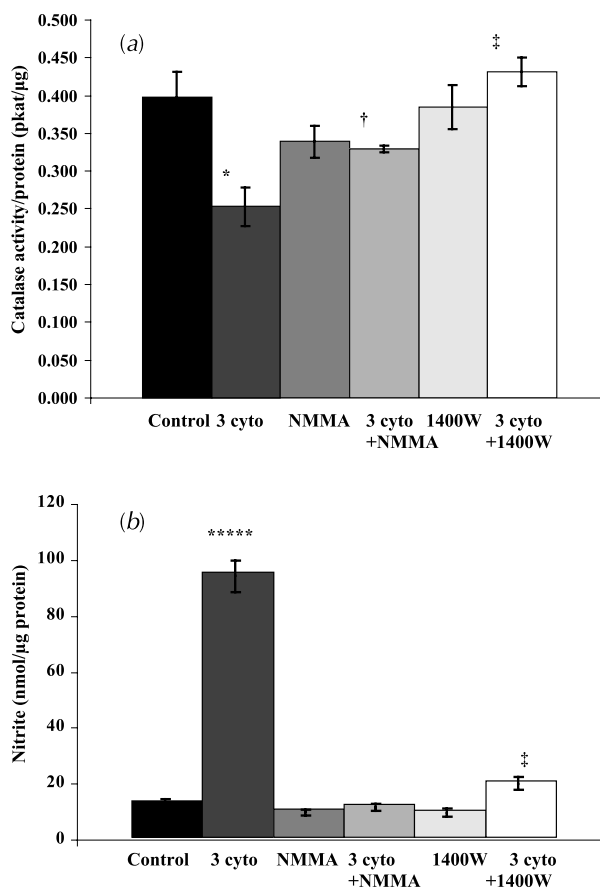 (a)
Catalase activity/protein (pkat/µg)
0.500
0.450
0.400
0.350
0.300
0.250
0.200
0.150
0.100
0.050
0.000
*
†
‡
Control 3 cyto NMMA 3 cyto 1400W 3 cyto
+NMMA +1400W
(b)
Nitrite (nmol/µg protein)
120
100
80
60
40
20
0
*****
‡
Control 3 cyto NMMA 3 cyto 1400W 3 cyto
+NMMA +1400W